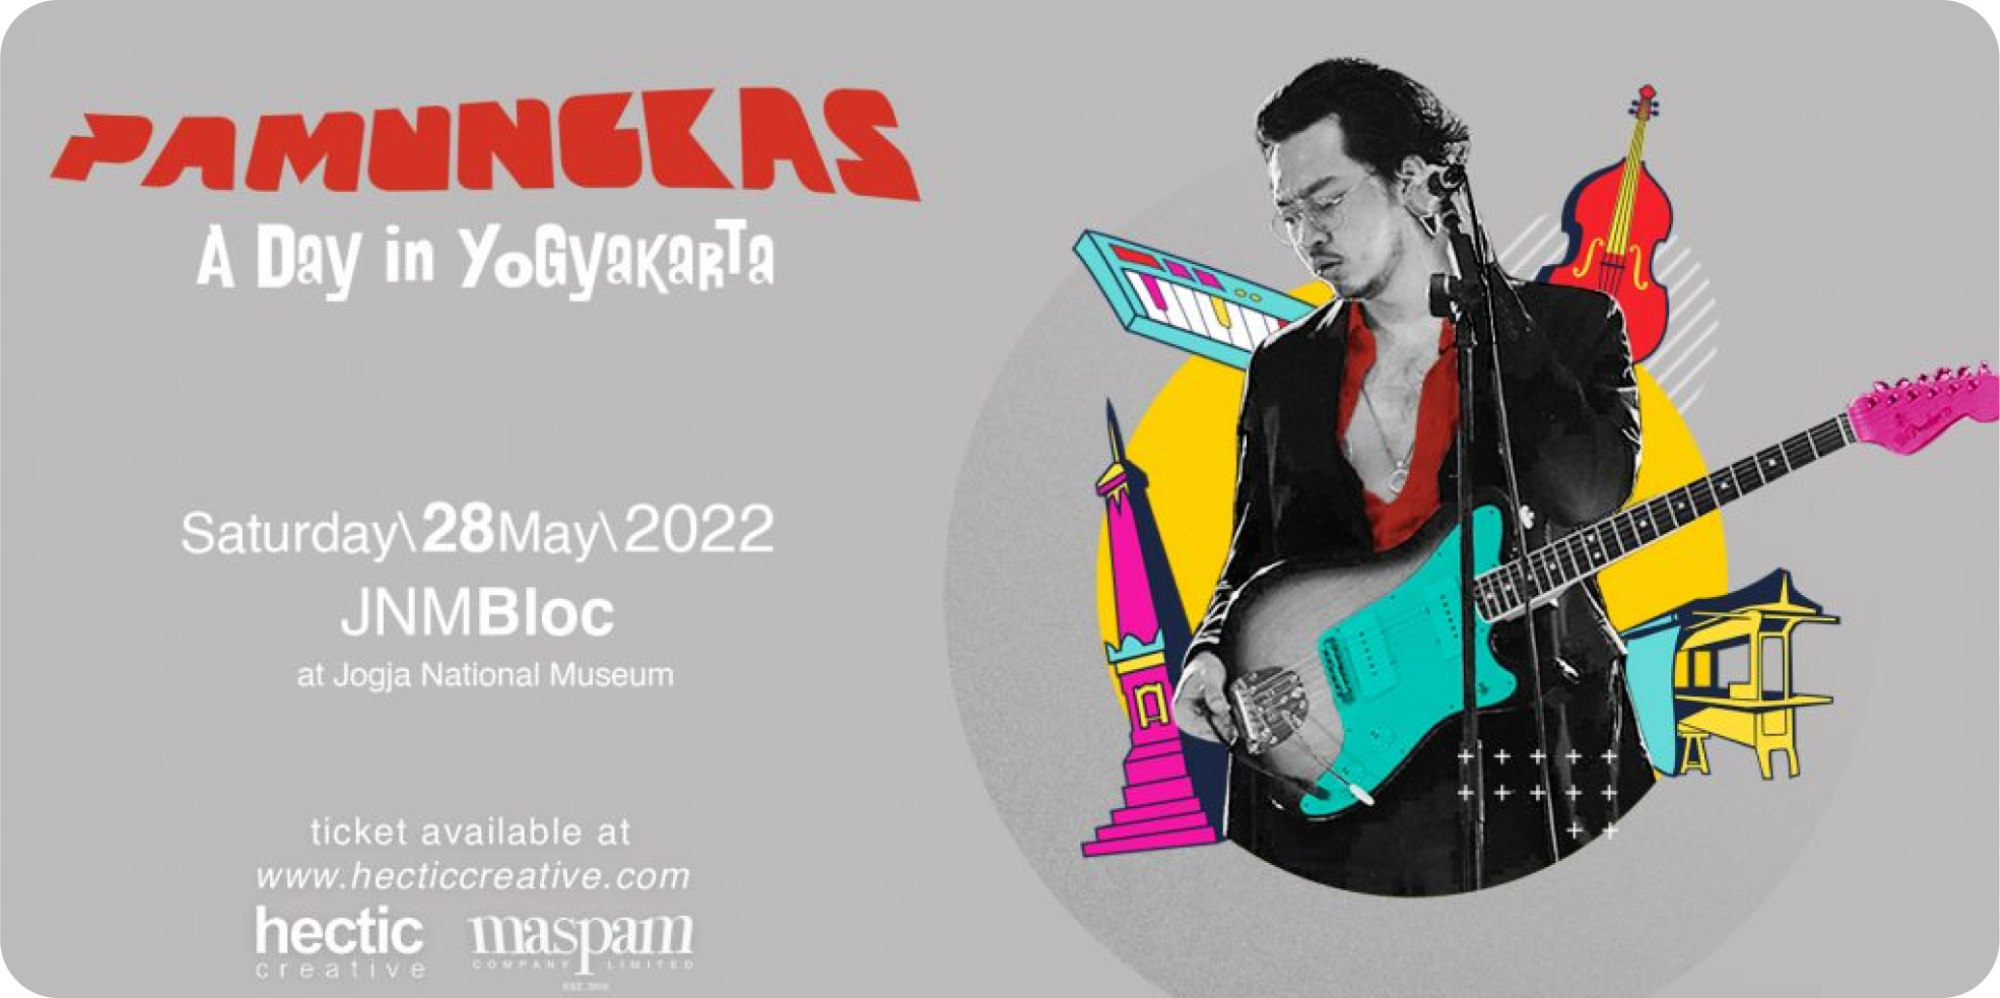 PAMUNGKAS
A Day in YoGyakaRTa
Saturday\28May\2022
JNMBloc
at Jogja National Museum
ticket available at
www.hecticcreative.com
hectic
creative
maspam
COMPANY LIMITED